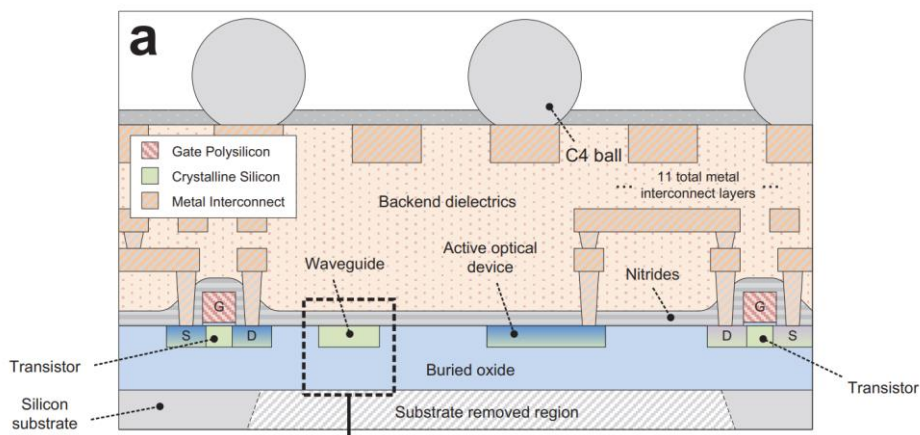 a
C4 ball
Gate Polysilicon
Crystalline Silicon
Metal Interconnect
11 total metal
interconnect layers
Backend dielectrics
Waveguide
Active optical
device
Nitrides
G
G
S
D
D
S
Transistor
Buried oxide
Transistor
Silicon
substrate
Substrate removed region